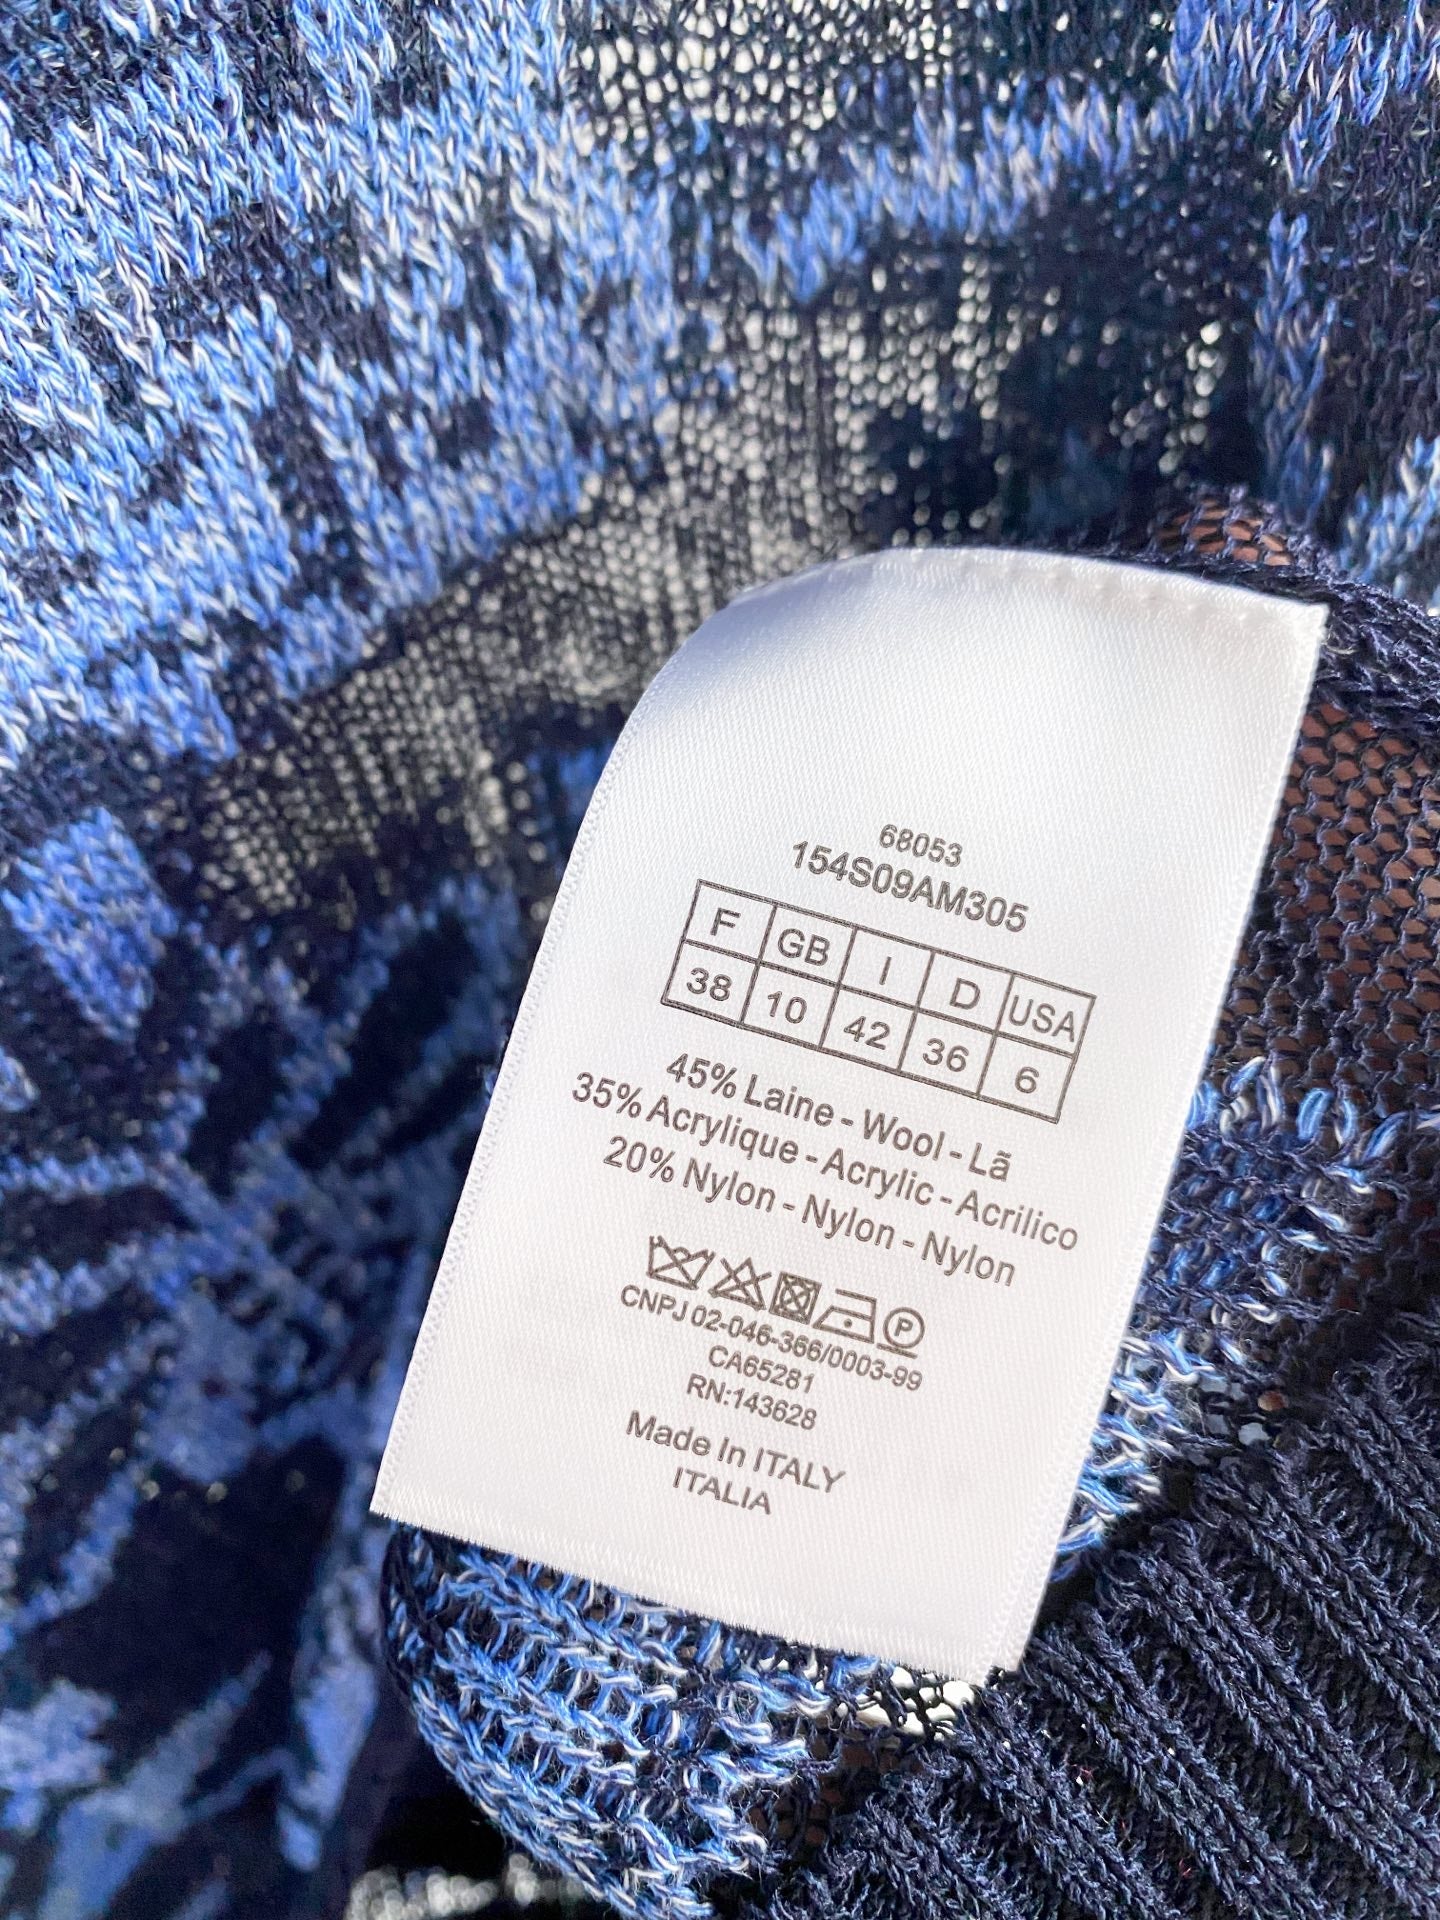 68053
154S09AM305
F GB I D USA
38 10 42 36 6
45% Laine - Wool - Lã
35% Acrylique - Acrylic - Acrilico
20% Nylon - Nylon - Nylon
P
CNPJ 02-046-366/0003-99
CA65281
RN:143628
Made In ITALY
ITALIA